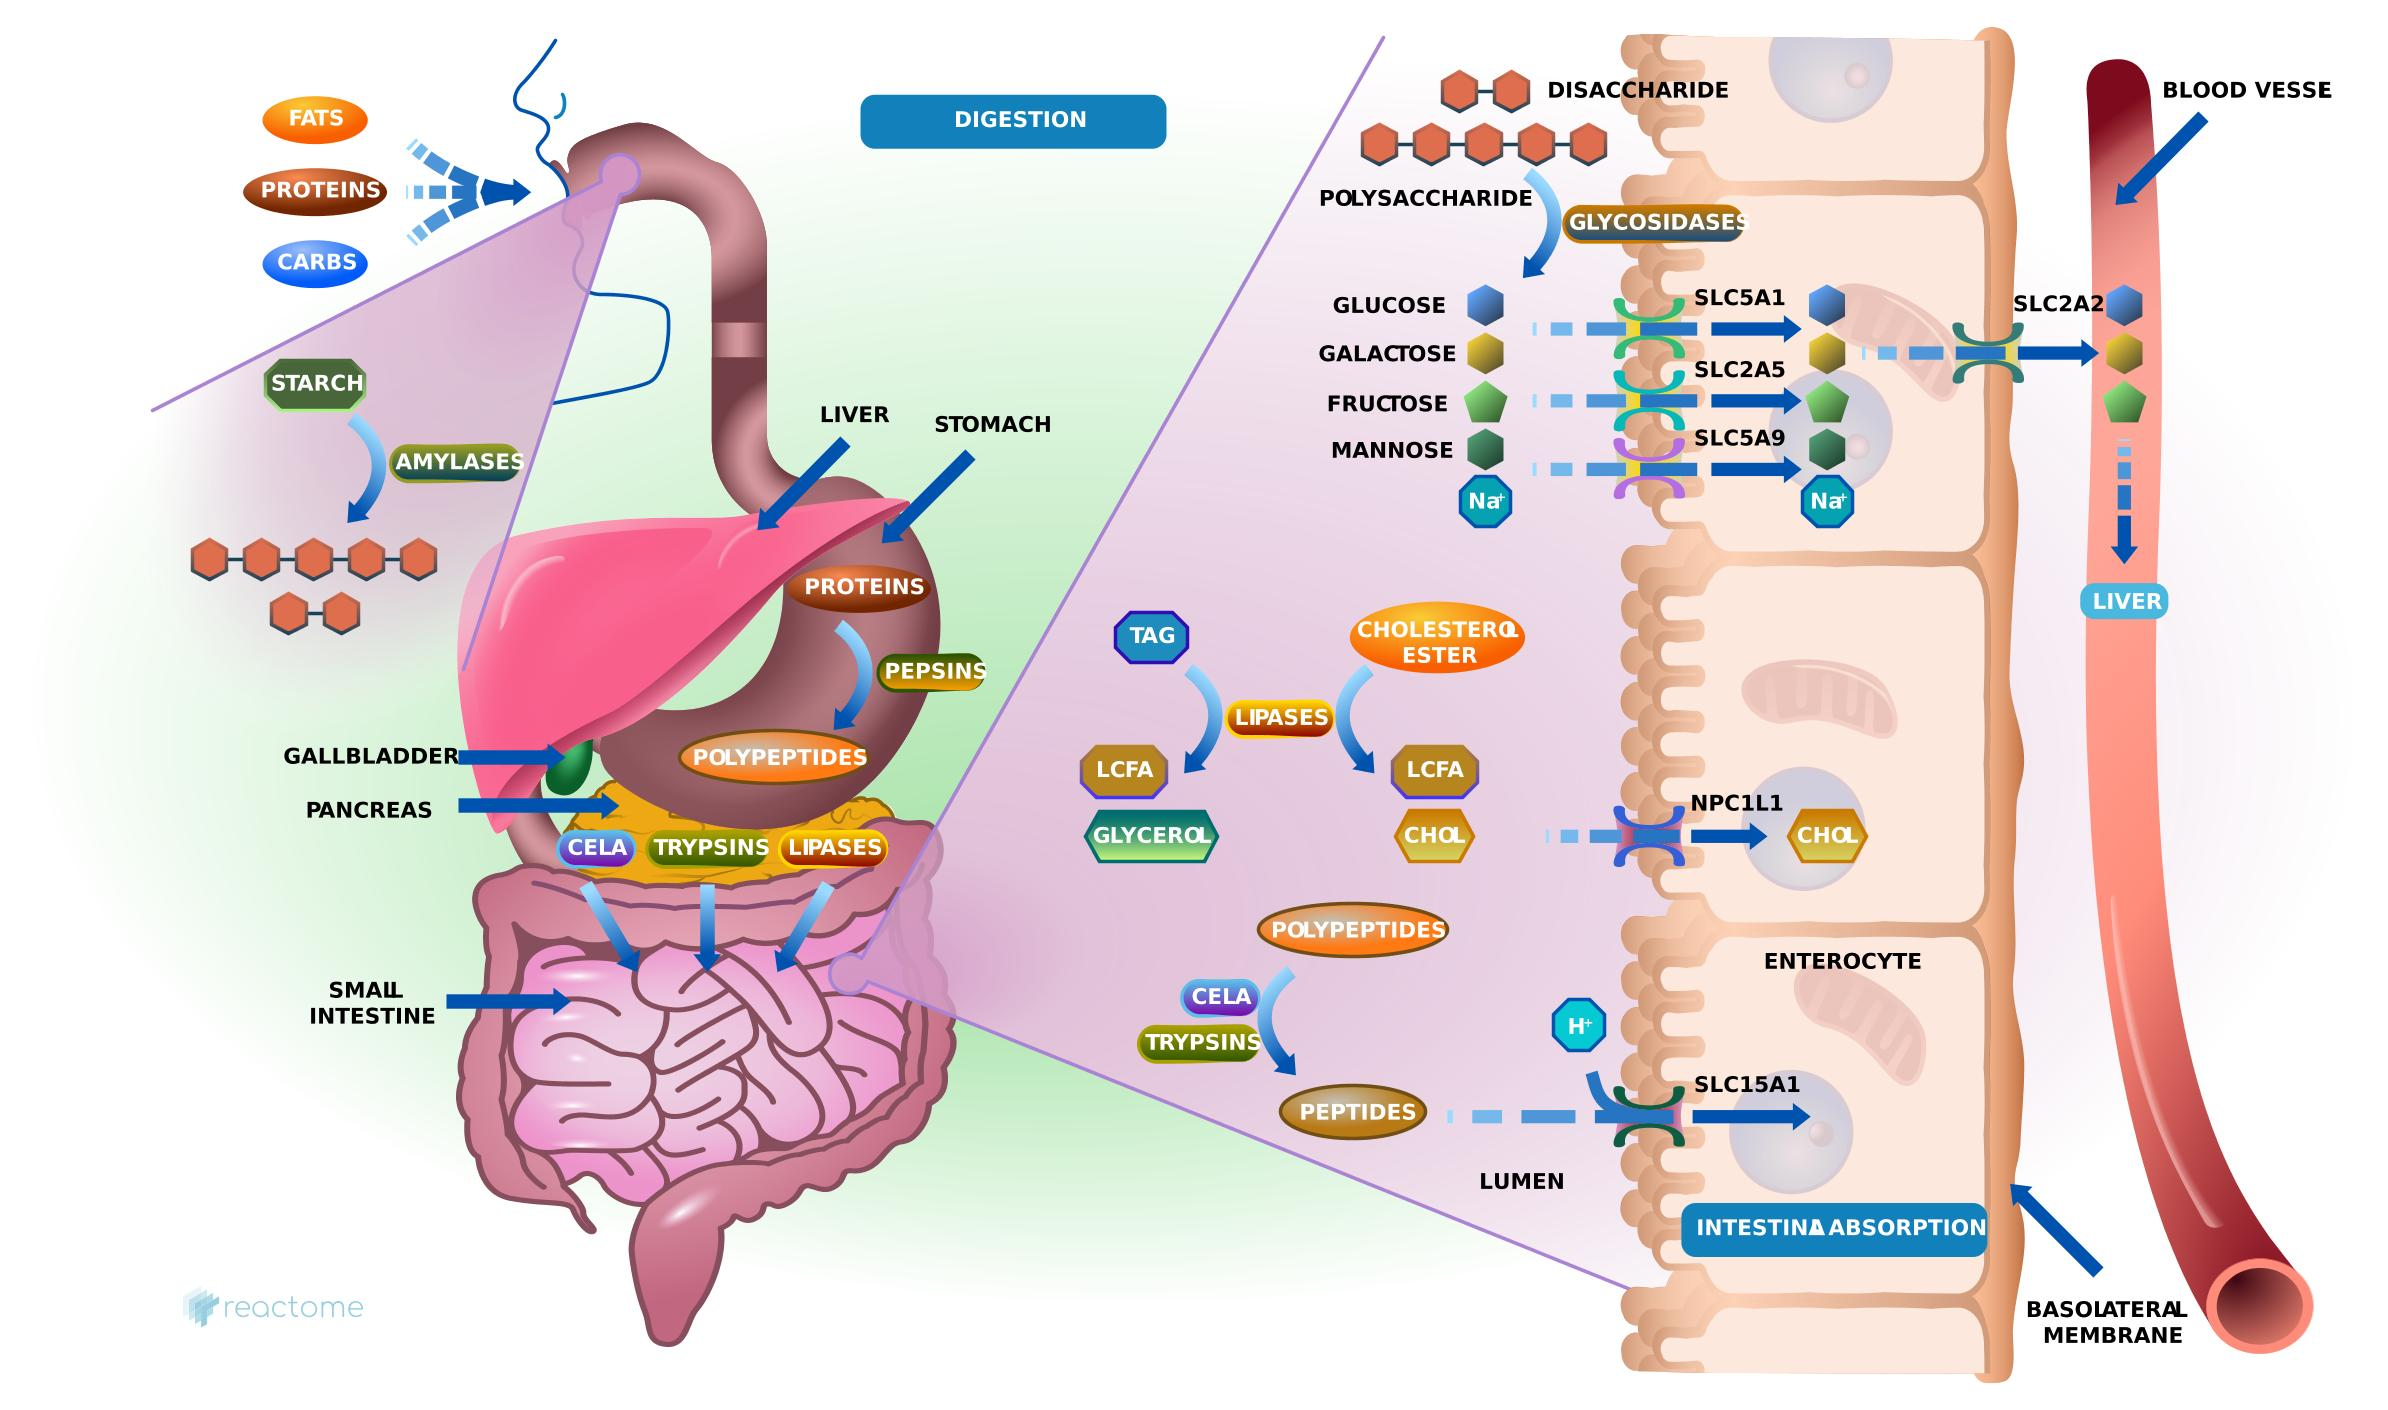 DIGESTION
FATS
PROTEINS
CARBS
STARCH
AMYLASES
LIVER
STOMACH
PROTEINS
PEPSINS
POLYPEPTIDES
GALLBLADDER
PANCREAS
CELA
TRYPSINS
LIPASES
SMALL
INTESTINE
reactome
DISACCHARIDE
POLYSACCHARIDE
GLYCOSIDASES
GLUCOSE
GALACTOSE
FRUCTOSE
MANNOSE
Na+
SLC5A1
SLC2A5
SLC5A9
Na+
SLC2A2
BLOOD VESSE
LIVER
TAG
CHOLESTEROL
ESTER
LIPASES
LCFA
LCFA
GLYCEROL
CHOL
NPC1L1
CHOL
POLYPEPTIDES
CELA
TRYPSINS
PEPTIDES
H+
SLC15A1
ENTEROCYTE
LUMEN
INTESTINAL ABSORPTION
BASOLATERAL
MEMBRANE